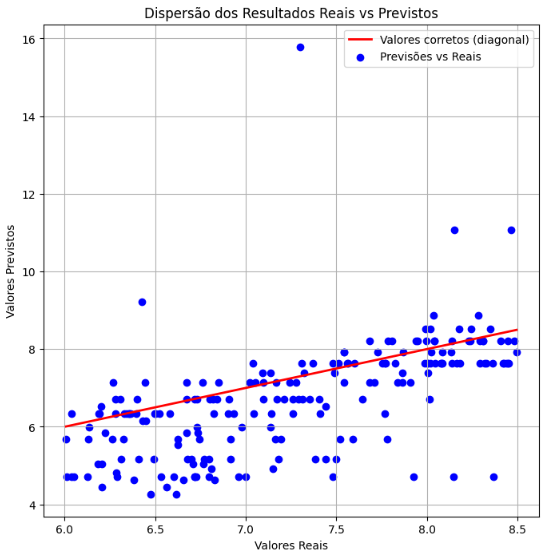 Dispersão dos Resultados Reais vs Previstos
Valores corretos (diagonal)
Previsões vs Reais
Valores Previstos
16
14
12
10
8
6
4
6.0 6.5 7.0 7.5 8.0 8.5
Valores Reais